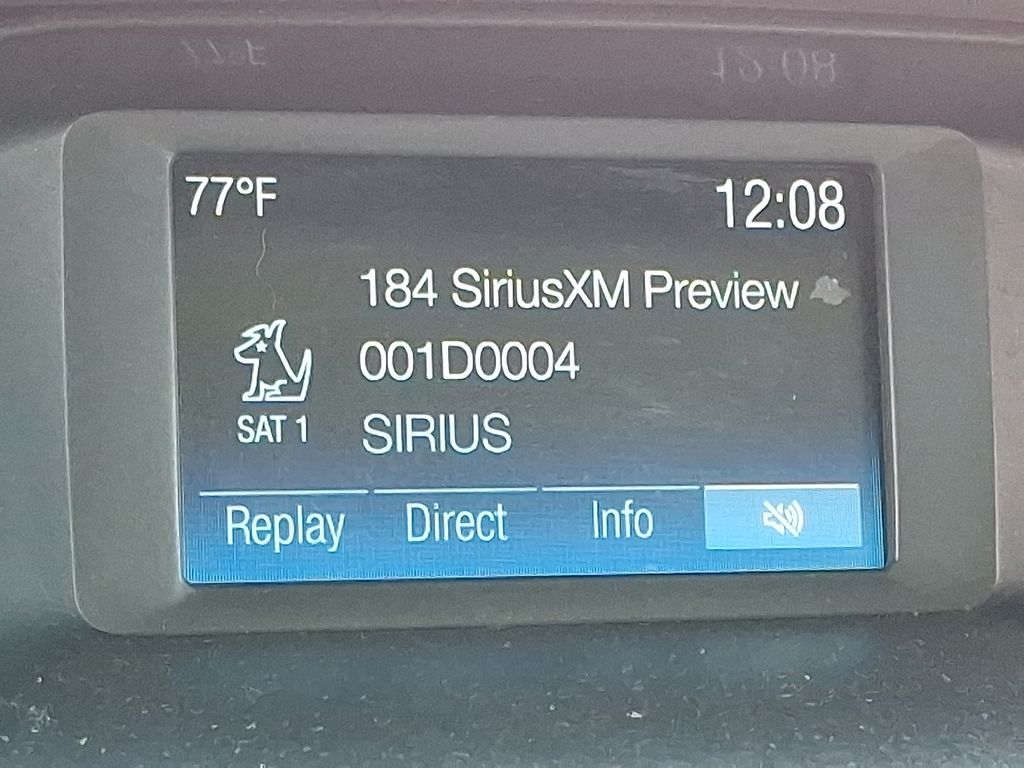 77°F 12:08
184 SiriusXM Preview
001D0004
SAT 1 SIRIUS
Replay Direct Info